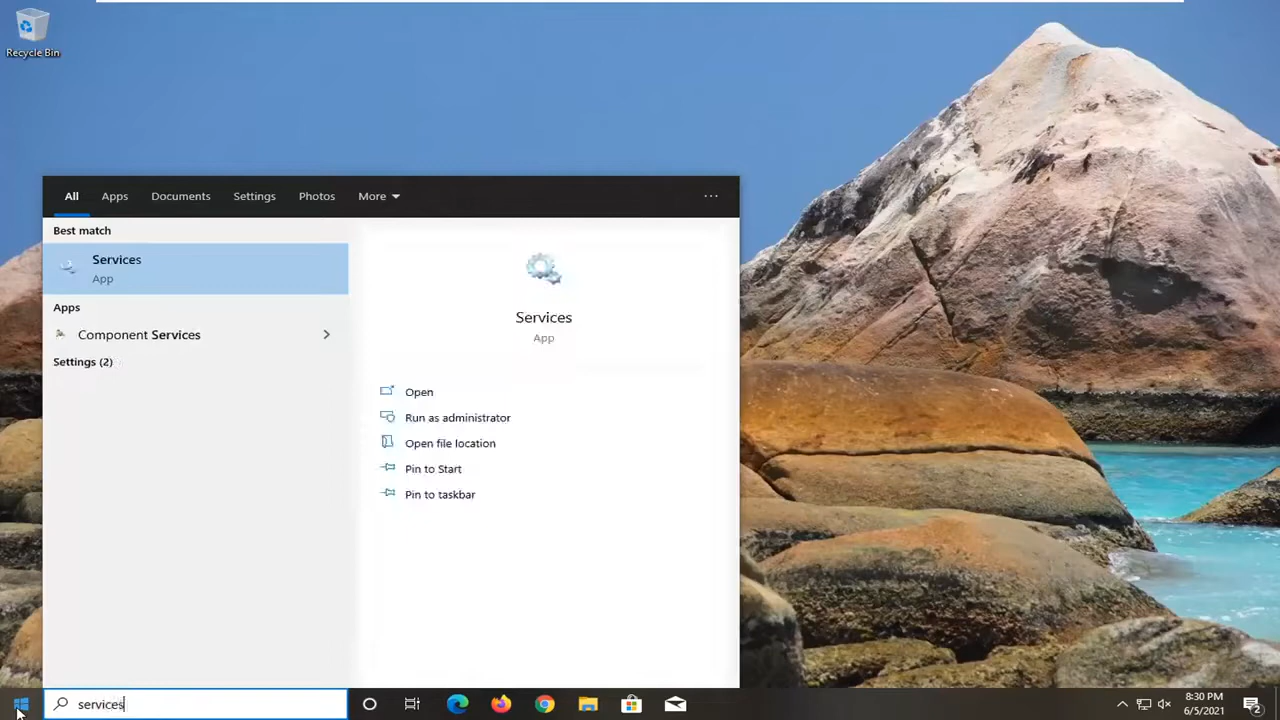 Recycle Bin
All Apps Documents Settings Photos More ...
Best match
Services
App
Apps
Component Services
Settings (2)
Services
App
Open
Run as administrator
Open file location
Pin to Start
Pin to taskbar
services
8:30 PM
6/5/2021
2